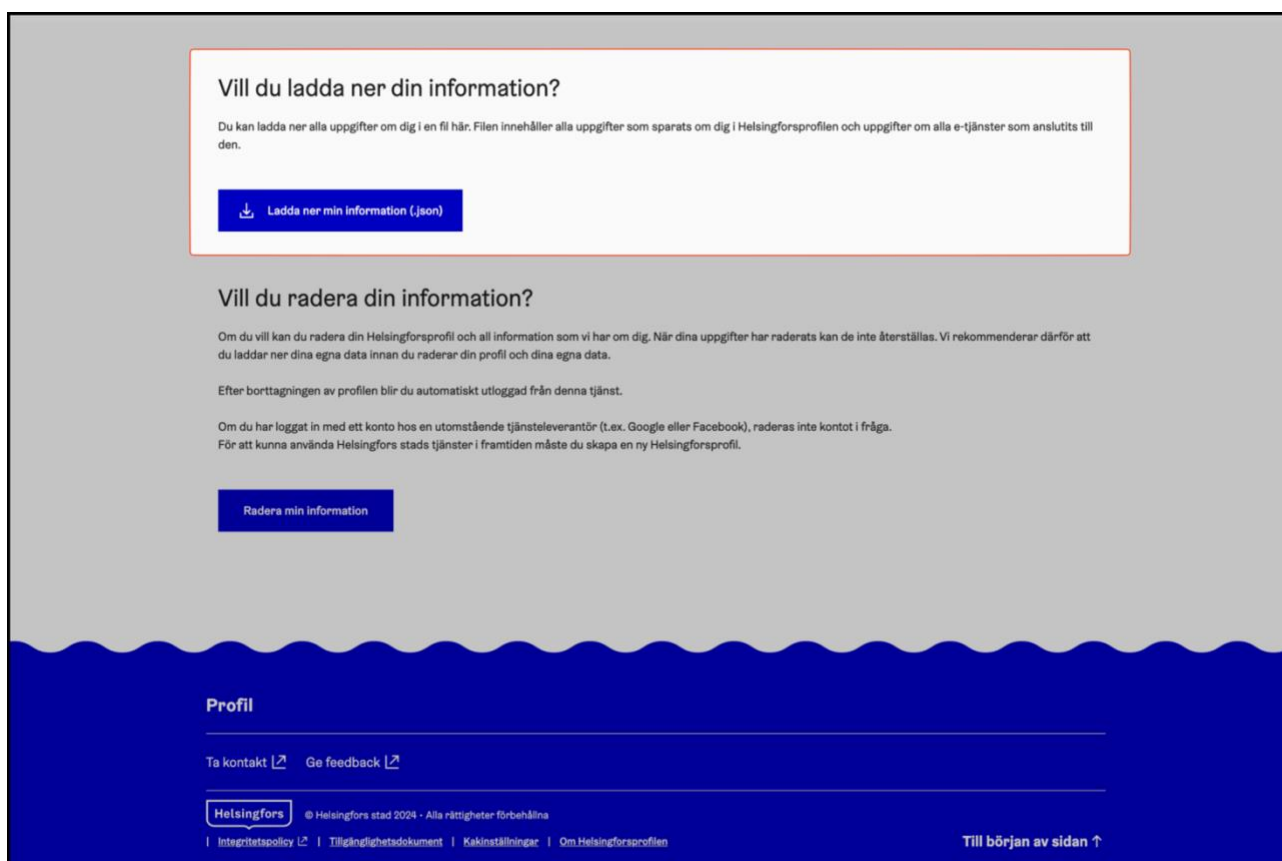 Vill du ladda ner din information?
Du kan ladda ner alla uppgifter om dig i en fil här. Filen innehåller alla uppgifter som sparats om dig i Helsingforsprofilen och uppgifter om alla e-tjänster som anslutits till
den.
Ladda ner min information (.json)
Vill du radera din information?
Om du vill kan du radera din Helsingforsprofil och all information som vi har om dig. När dina uppgifter har raderats kan de inte återställas. Vi rekommenderar därför att
du laddar ner dina egna data innan du raderar din profil och dina egna data.
Efter borttagningen av profilen blir du automatiskt utloggad från denna tjänst.
Om du har loggat in med ett konto hos en utomstående tjänsteleverantör (t.ex. Google eller Facebook), raderas inte kontot i fråga.
För att kunna använda Helsingfors stads tjänster i framtiden måste du skapa en ny Helsingforsprofil.
Radera min information
Profil
Ta kontakt Ge feedback
Helsingfors © Helsingfors stad 2024 • Alla rättigheter förbehållna
| Integritetspolicy | Tillgänglighetsdokument | Kakinställningar | Om Helsingforsprofilen Till början av sidan ↑